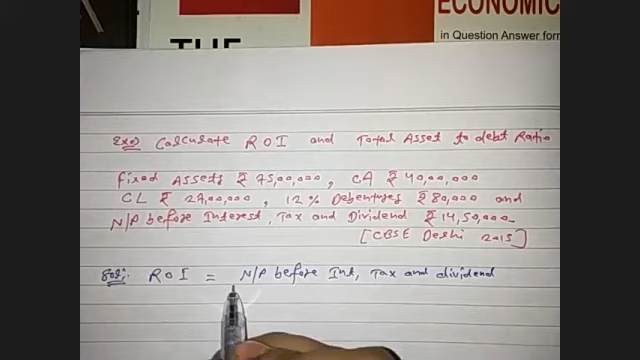 ECONOMIC
in Question Answer form
THE
Exo) Calculate ROI and Total Asset to debt Ratio
fixed Assets ₹ 75,00,000, CA ₹ 40,00,000
CL ₹ 27,00,000, 12% Debentures ₹ 80,000 and
N/P before Interest, Tax and Dividend ₹ 14,50,000
[CBSE Delhi 2015]
Sol:- ROI = N/P before Int, Tax and dividend